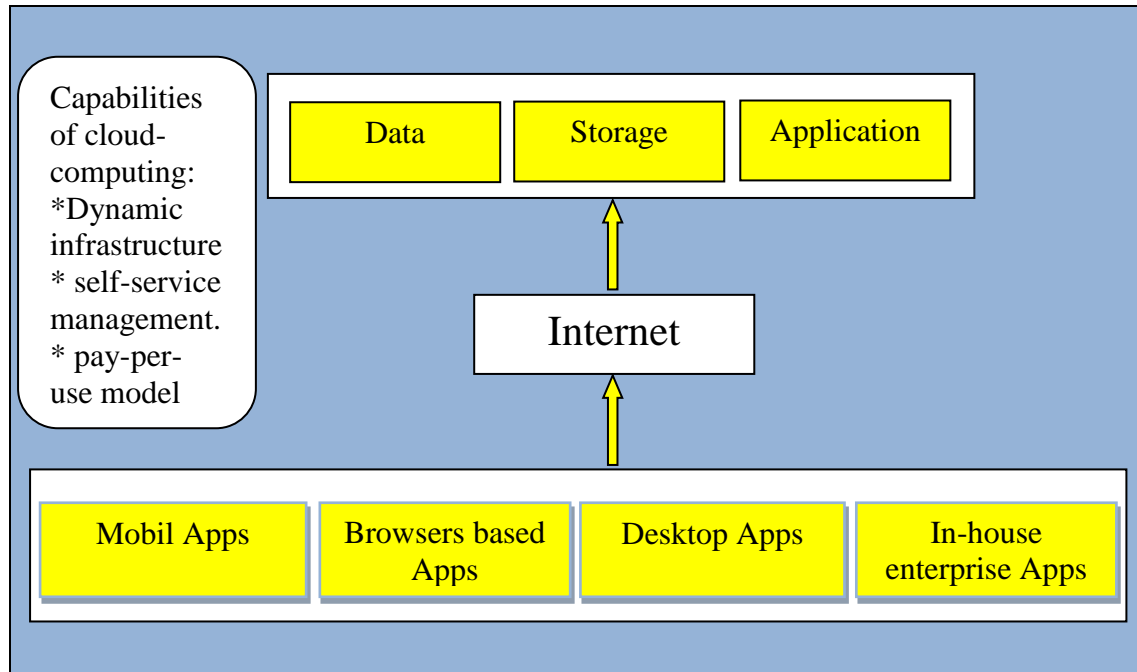 Capabilities
of cloud-
computing:
*Dynamic
infrastructure
* self-service
management.
* pay-per-
use model
Data
Storage
Application
Internet
Mobil Apps
Browsers based
Apps
Desktop Apps
In-house
enterprise Apps